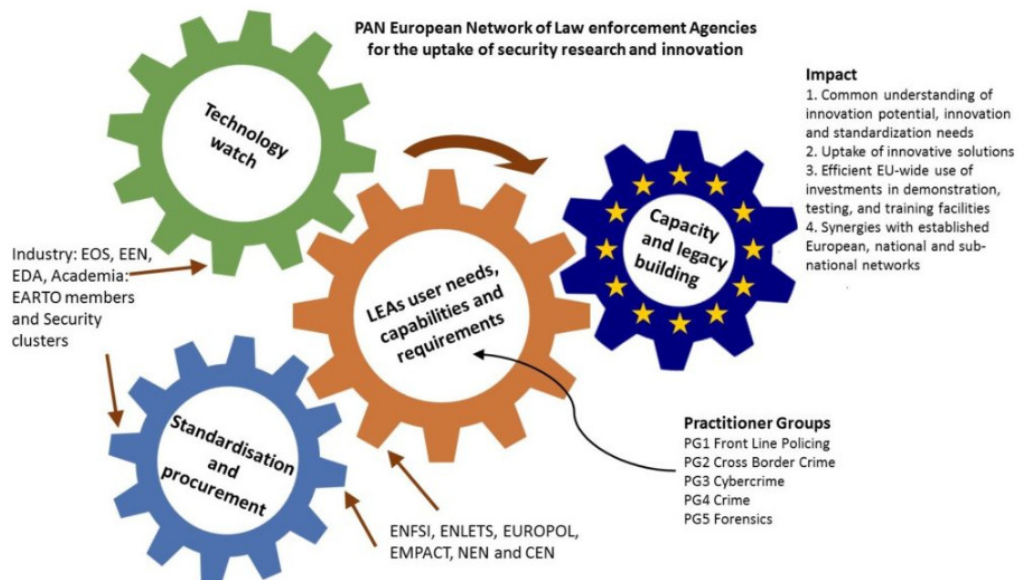 PAN European Network of Law enforcement Agencies
for the uptake of security research and innovation
Technology
watch
Impact
1. Common understanding of
innovation potential, innovation
and standardization needs
2. Uptake of innovative solutions
3. Efficient EU-wide use of
investments in demonstration,
testing, and training facilities
4. Synergies with established
European, national and sub-
national networks
Capacity
and legacy
building
Industry: EOS, EEN,
EDA, Academia:
EARTO members
and Security
clusters
LEAs user needs,
capabilities and
requirements
Standardisation
and
procurement
Practitioner Groups
PG1 Front Line Policing
PG2 Cross Border Crime
PG3 Cybercrime
PG4 Crime
PG5 Forensics
ENFSI, ENLETS, EUROPOL,
EMPACT, NEN and CEN